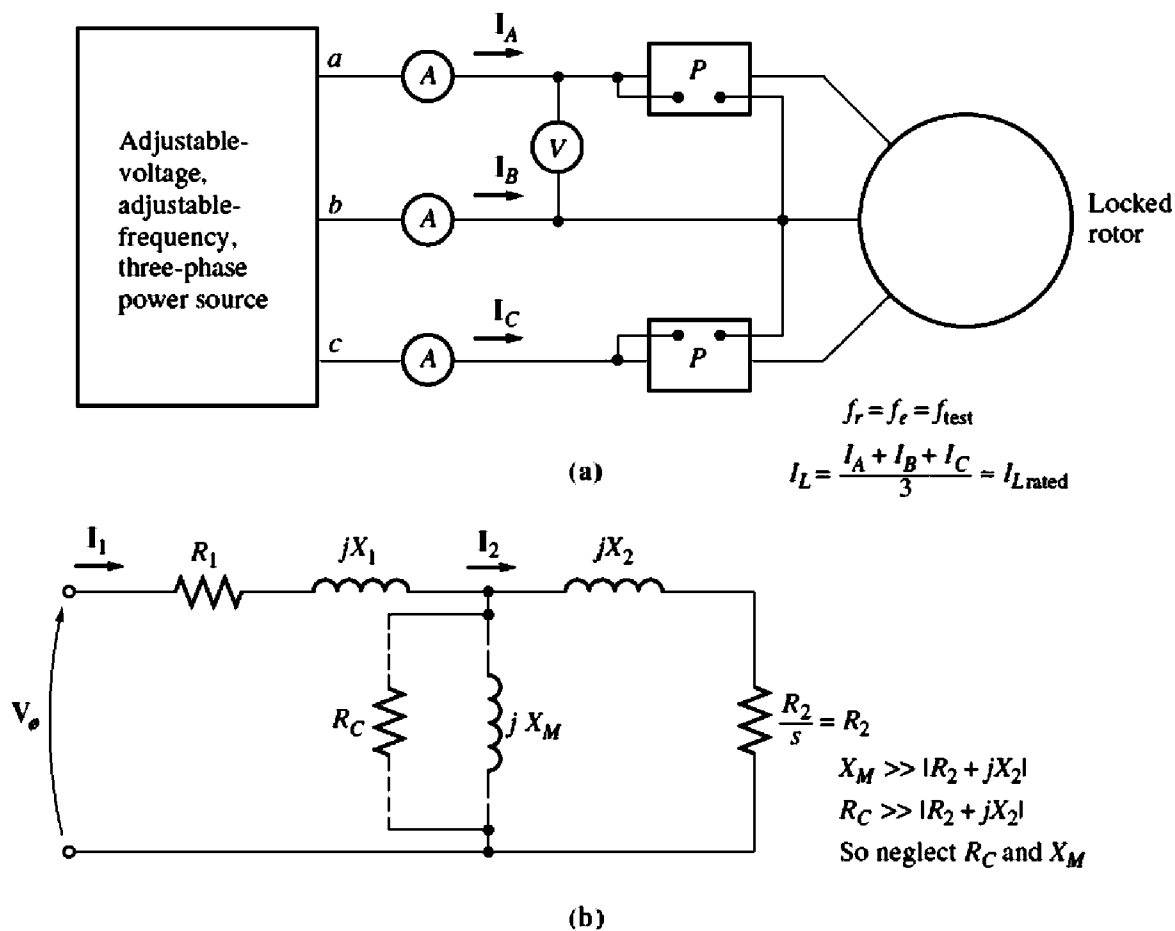 I_A
a
A
P
Adjustable-
voltage,
adjustable-
frequency,
three-phase
power source
V
I_B
b
A
Locked
rotor
I_C
c
A
P
f_r = f_e = f_test
(a)
I_L = (I_A + I_B + I_C)/3 = I_L rated
I_1
R_1
jX_1
I_2
jX_2
V_ø
R_C
j X_M
R_2/s = R_2
X_M >> |R_2 + jX_2|
R_C >> |R_2 + jX_2|
So neglect R_C and X_M
(b)